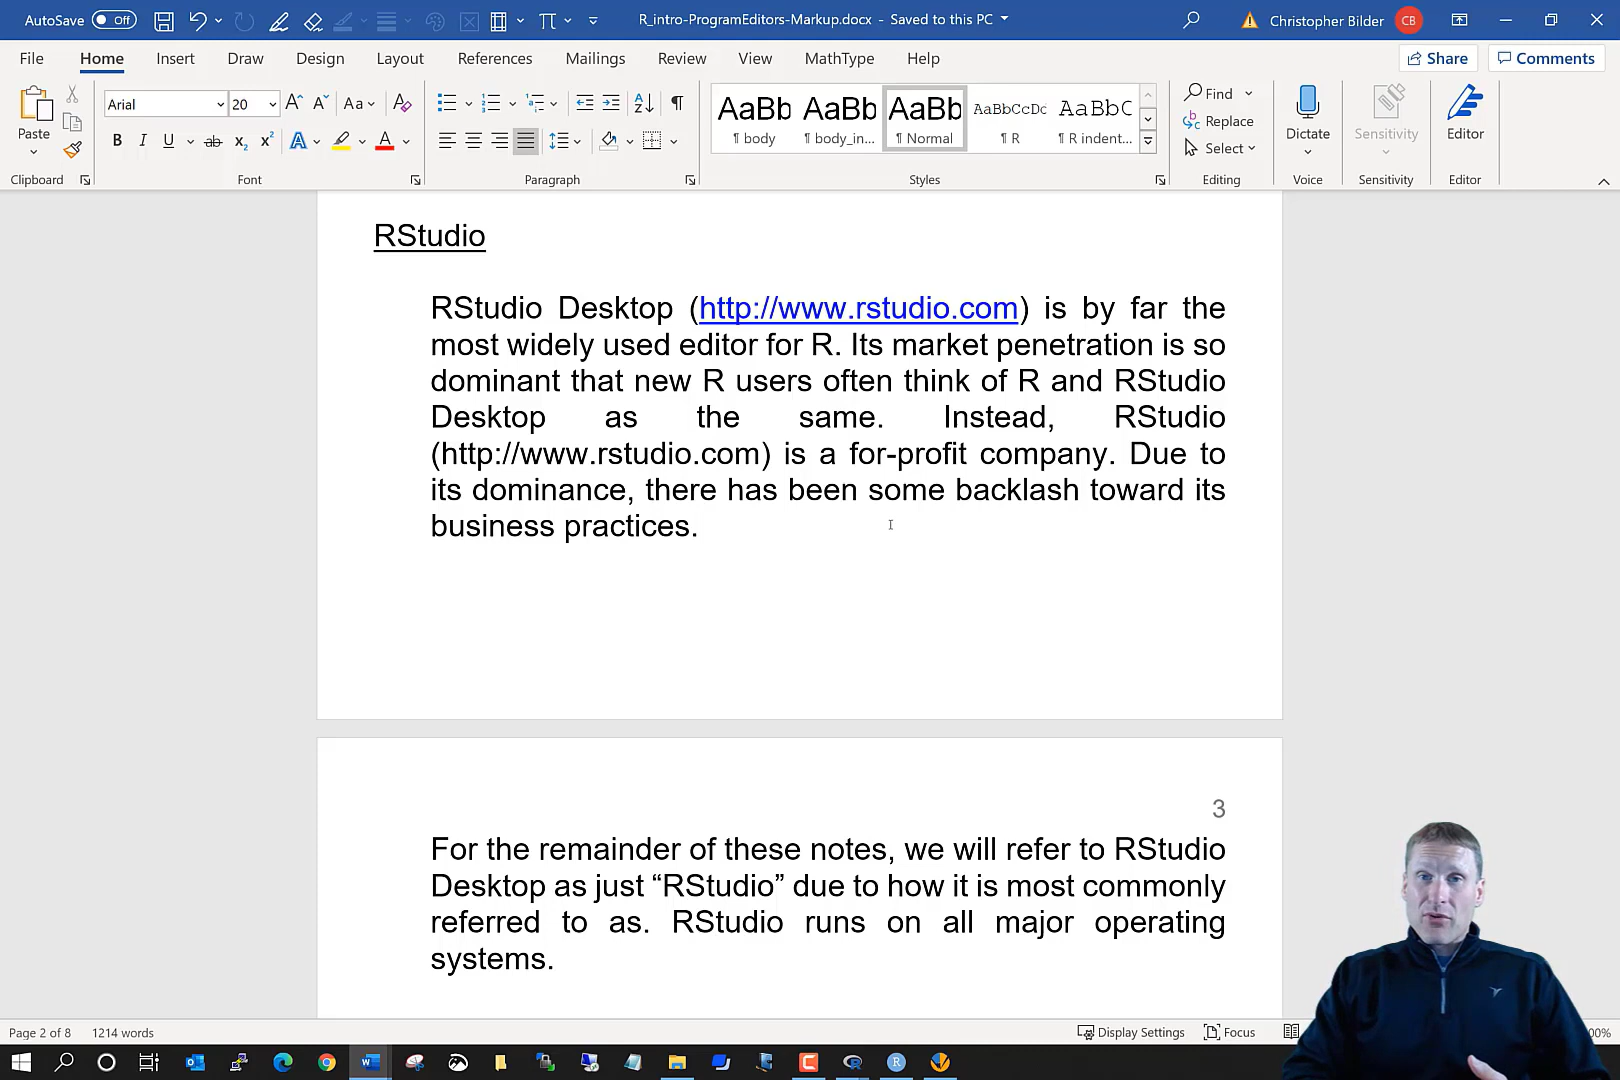 AutoSave Off R_intro-ProgramEditors-Markup.docx - Saved to this PC Christopher Bilder CB
File Home Insert Draw Design Layout References Mailings Review View MathType Help Share Comments
Paste Arial 20 Aa AaBb AaBb AaBb AaBbCcDc AaBbC Find Dictate Sensitivity Editor
¶ body ¶ body_in... ¶ Normal ¶ R ¶ R indent... Replace
Select
Clipboard Font Paragraph Styles Editing Voice Sensitivity Editor
RStudio
RStudio Desktop (http://www.rstudio.com) is by far the
most widely used editor for R. Its market penetration is so
dominant that new R users often think of R and RStudio
Desktop as the same. Instead, RStudio
(http://www.rstudio.com) is a for-profit company. Due to
its dominance, there has been some backlash toward its
business practices.
3
For the remainder of these notes, we will refer to RStudio
Desktop as just “RStudio” due to how it is most commonly
referred to as. RStudio runs on all major operating
systems.
Page 2 of 8 1214 words Display Settings Focus